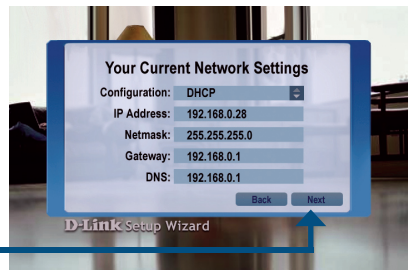 Your Current Network Settings
Configuration: DHCP
IP Address: 192.168.0.28
Netmask: 255.255.255.0
Gateway: 192.168.0.1
DNS: 192.168.0.1
Back Next
D-Link Setup Wizard